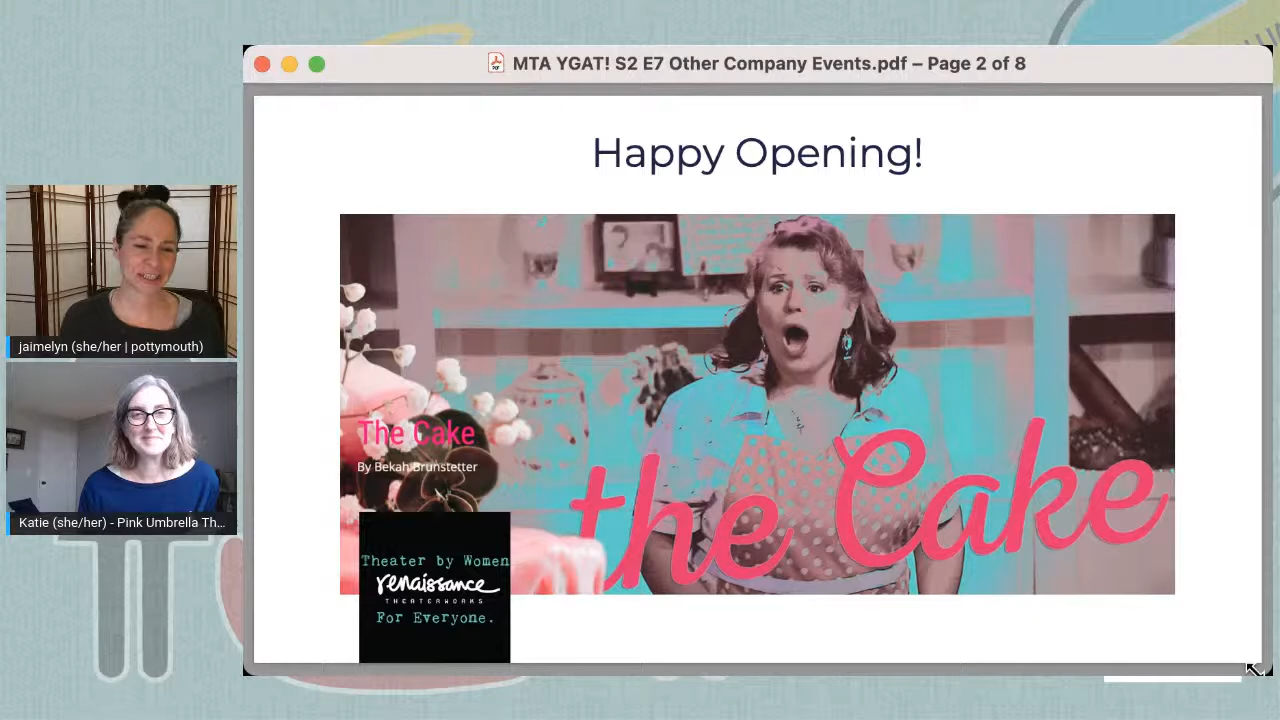 MTA YGAT! S2 E7 Other Company Events.pdf – Page 2 of 8
Happy Opening!
jaimelyn (she/her | pottymouth)
Katie (she/her) - Pink Umbrella Th...
The Cake
By Bekah Brunstetter
the Cake
Theater by Women
renaissance
THEATERWORKS
For Everyone.